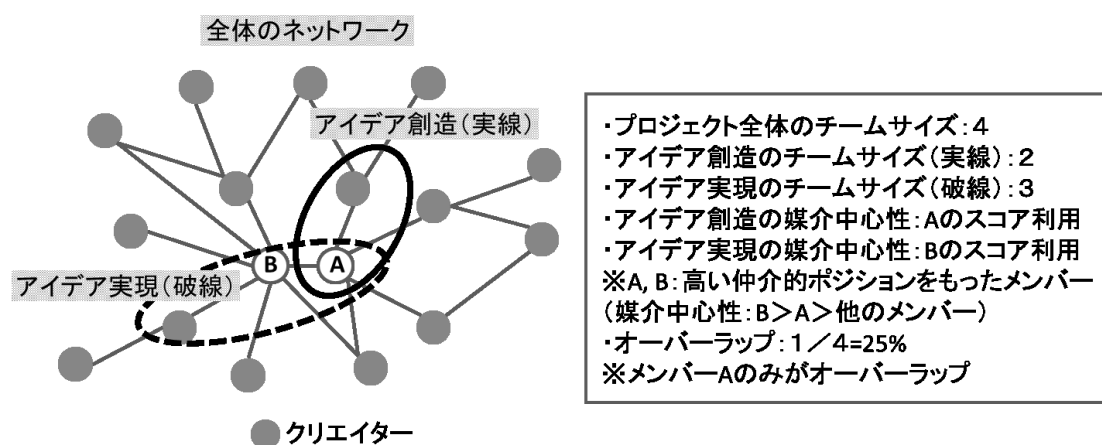 全体のネットワーク
アイデア創造(実線)
B
A
アイデア実現(破線)
クリエイター
・プロジェクト全体のチームサイズ:4
・アイデア創造のチームサイズ(実線):2
・アイデア実現のチームサイズ(破線):3
・アイデア創造の媒介中心性:Aのスコア利用
・アイデア実現の媒介中心性:Bのスコア利用
※A, B:高い仲介的ポジションをもったメンバー
(媒介中心性:B>A>他のメンバー)
・オーバーラップ:1/4=25%
※メンバーAのみがオーバーラップ